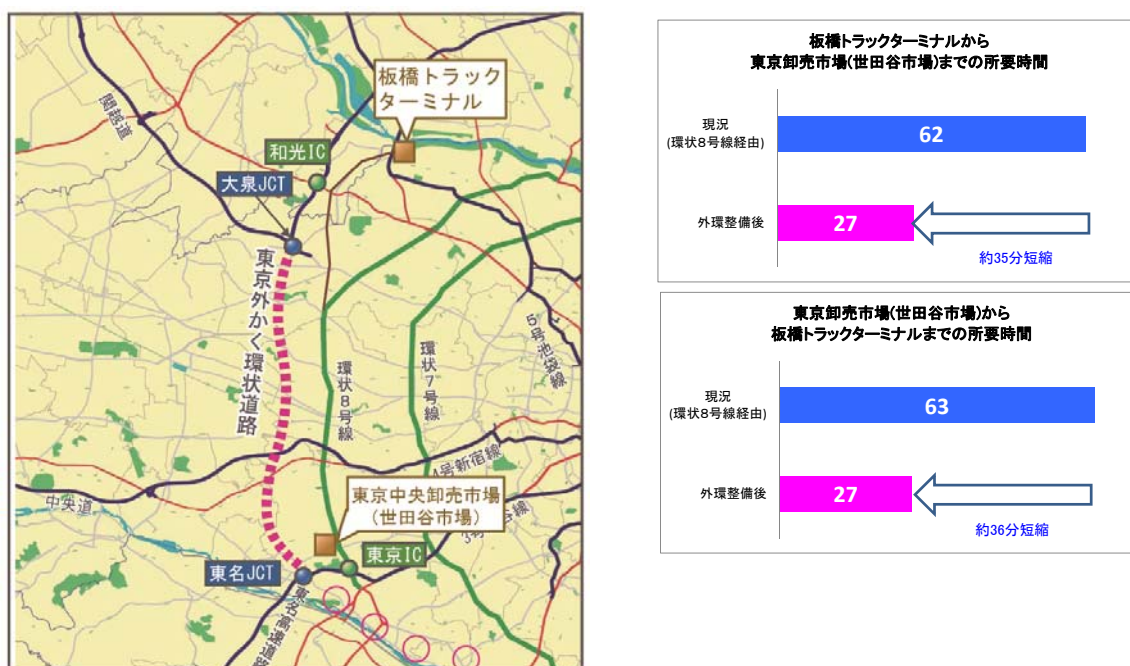 板橋トラック
ターミナル
関越道
和光IC
大泉JCT
東京外かく環状道路
環状8号線
環状7号線
5号池袋線
4号新宿線
中央道
東京中央卸売市場
(世田谷市場)
東京IC
東名JCT
東名高速道路
板橋トラックターミナルから
東京卸売市場(世田谷市場)までの所要時間
現況
(環状8号線経由)
62
外環整備後
27
約35分短縮
東京卸売市場(世田谷市場)から
板橋トラックターミナルまでの所要時間
現況
(環状8号線経由)
63
外環整備後
27
約36分短縮